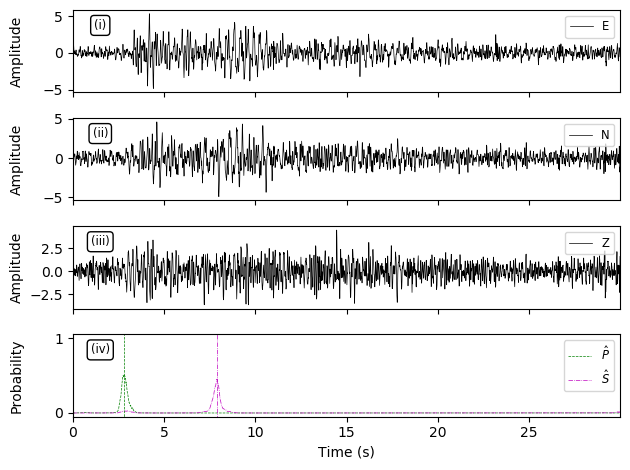 (i)
E
Amplitude
5
0
−5
(ii)
N
Amplitude
5
0
−5
(iii)
Z
Amplitude
2.5
0.0
−2.5
(iv)
P̂
Ŝ
Probability
1
0
0 5 10 15 20 25
Time (s)